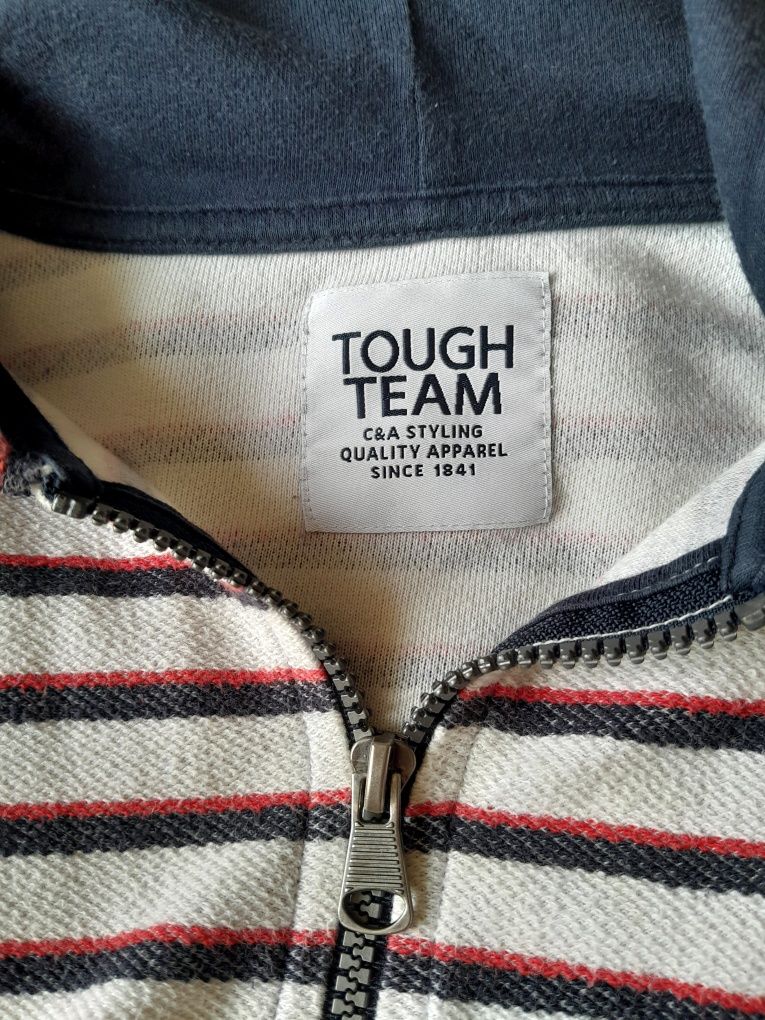 TOUGH
TEAM
C&A STYLING
QUALITY APPAREL
SINCE 1841